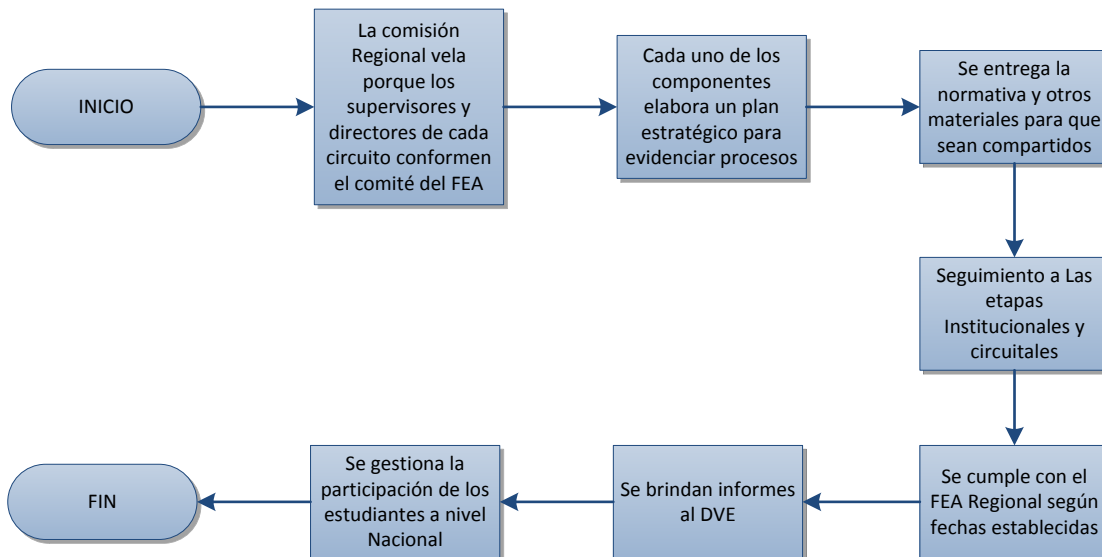 INICIO
La comisión
Regional vela
porque los
supervisores y
directores de cada
circuito conformen
el comité del FEA
Cada uno de los
componentes
elabora un plan
estratégico para
evidenciar procesos
Se entrega la
normativa y otros
materiales para que
sean compartidos
Seguimiento a Las
etapas
Institucionales y
circuitales
Se cumple con el
FEA Regional según
fechas establecidas
Se brindan informes
al DVE
Se gestiona la
participación de los
estudiantes a nivel
Nacional
FIN